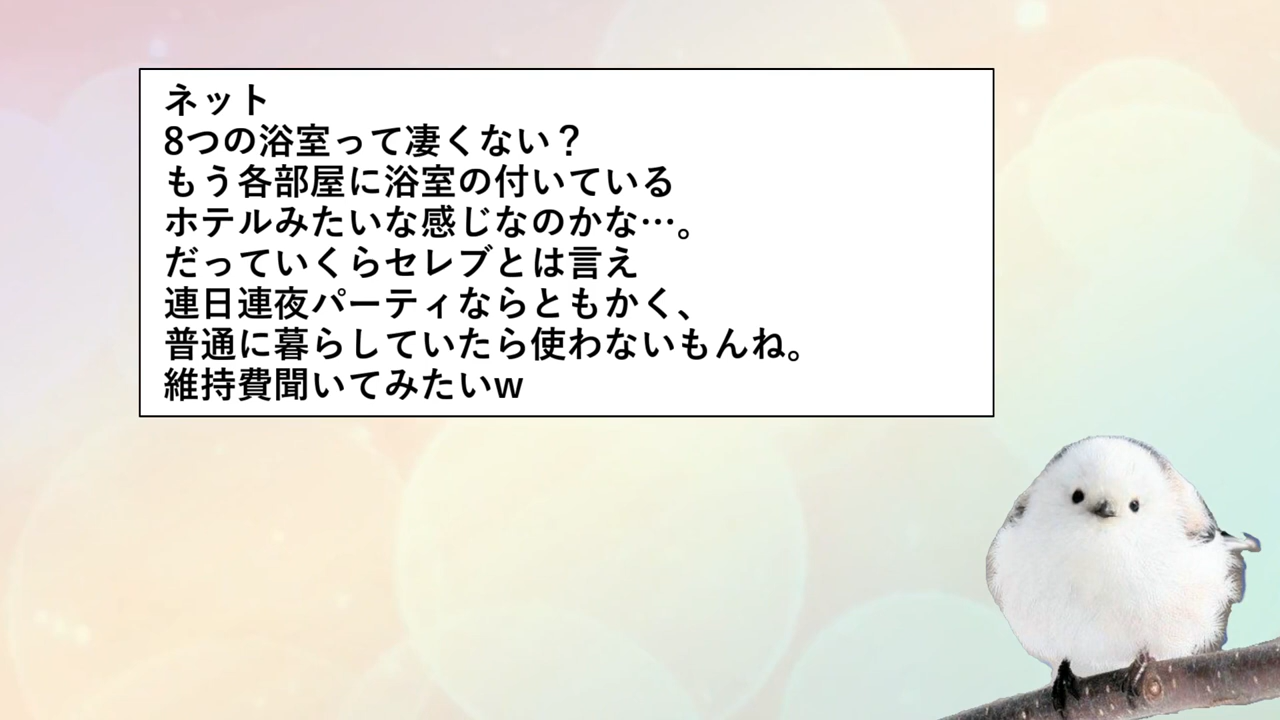 ネット
8つの浴室って凄くない？
もう各部屋に浴室の付いている
ホテルみたいな感じなのかな…。
だっていくらセレブとは言え
連日連夜パーティならともかく、
普通に暮らしていたら使わないもんね。
維持費聞いてみたいw